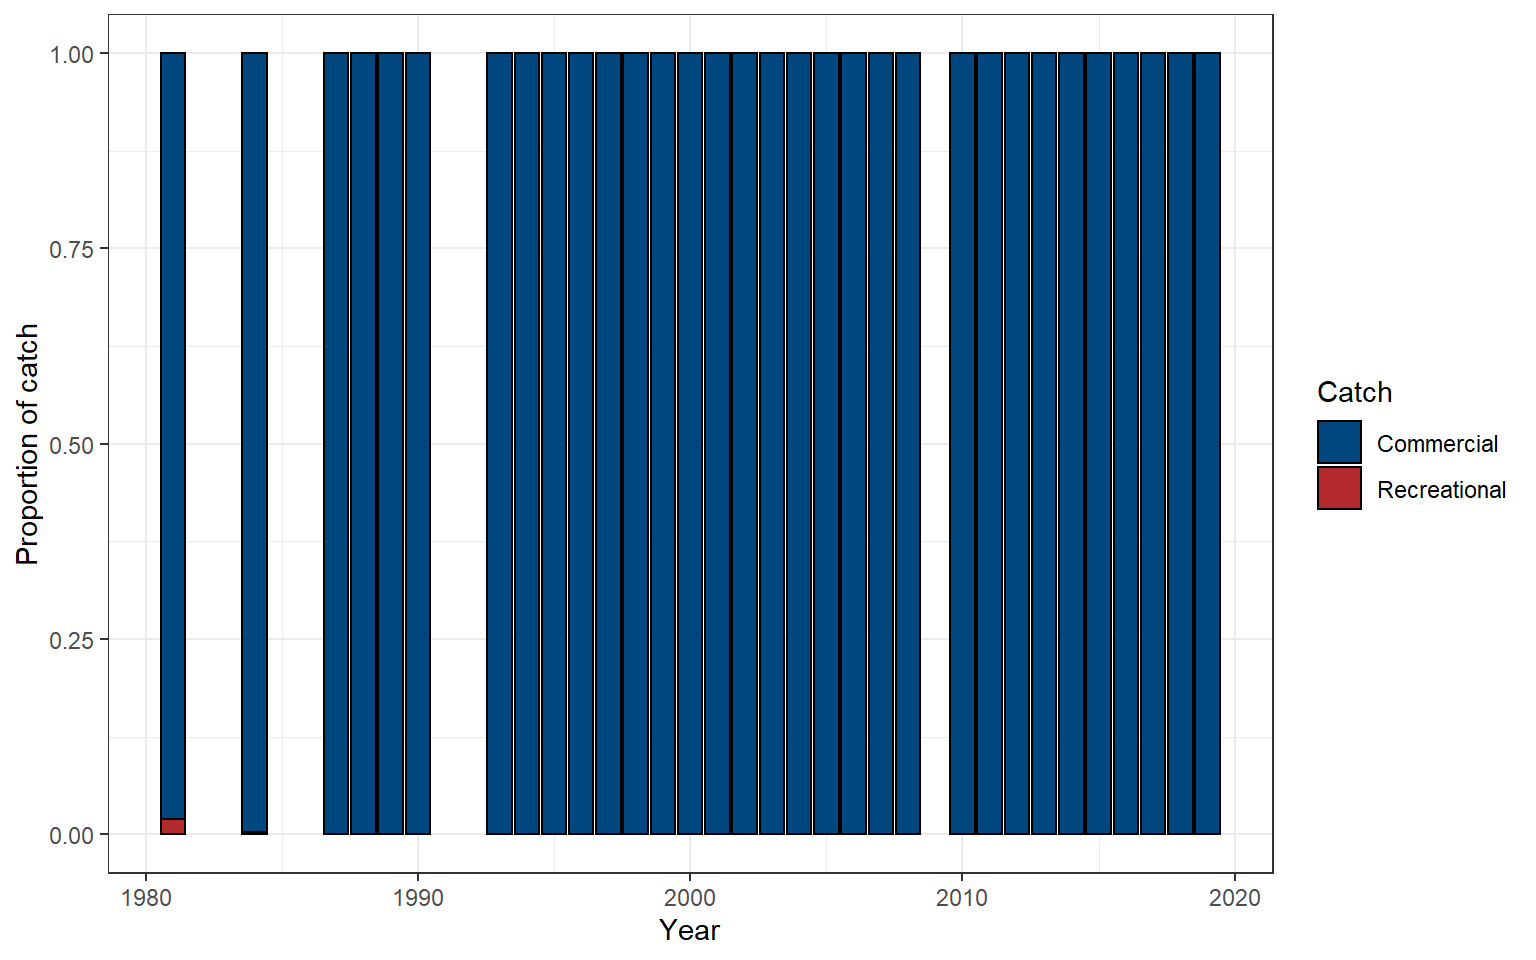 1.00
0.75
0.50
0.25
0.00
Proportion of catch
1980 1990 2000 2010 2020
Year
Catch
Commercial
Recreational